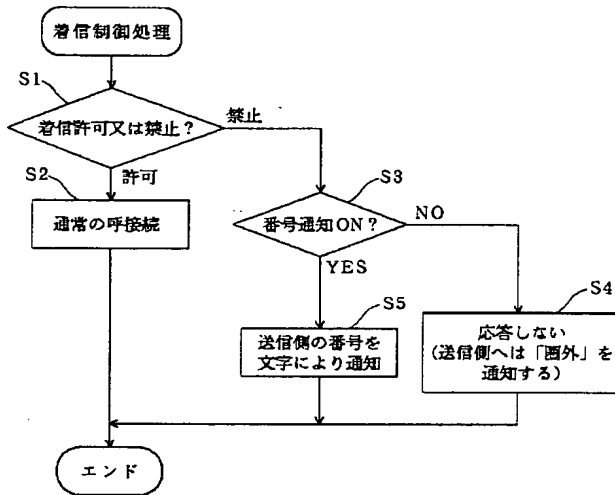 着信制御処理
S1
着信許可又は禁止？
禁止
S2
許可
通常の呼接続
S3
番号通知ON？
NO
YES
S5
送信側の番号を
文字により通知
S4
応答しない
(送信側へは「圏外」を
通知する)
エンド